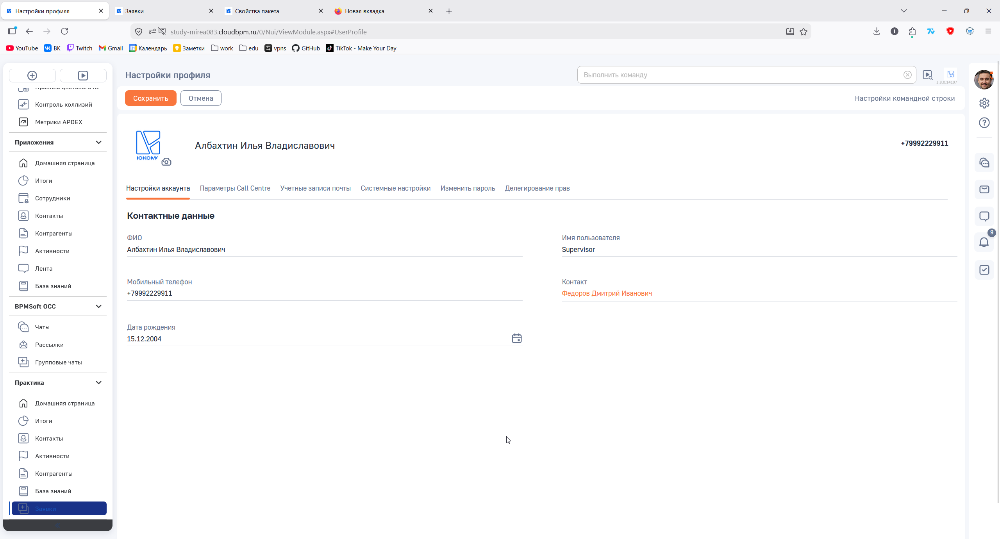 Настройки профиля
Заявки
Свойства пакета
Новая вкладка
study-mirea083.cloudbpm.ru/0/Nui/ViewModule.aspx#UserProfile
YouTube
ВК
Twitch
Gmail
31
Календарь
Заметки
work
edu
vpns
GitHub
TikTok - Make Your Day
Настройки профиля
Выполнить команду
1.8.0.14107
Контроль коллизий
Метрики APDEX
Приложения
Домашняя страница
Итоги
Сотрудники
Контакты
Контрагенты
Активности
Лента
База знаний
BPMSoft OCC
Чаты
Рассылки
Групповые чаты
Практика
Домашняя страница
Итоги
Контакты
Активности
Контрагенты
База знаний
Заявки
Сохранить
Отмена
Настройки командной строки
Албахтин Илья Владиславович
+79992229911
Настройки аккаунта
Параметры Call Centre
Учетные записи почты
Системные настройки
Изменить пароль
Делегирование прав
Контактные данные
ФИО
Албахтин Илья Владиславович
Имя пользователя
Supervisor
Мобильный телефон
+79992229911
Контакт
Федоров Дмитрий Иванович
Дата рождения
15.12.2004
9